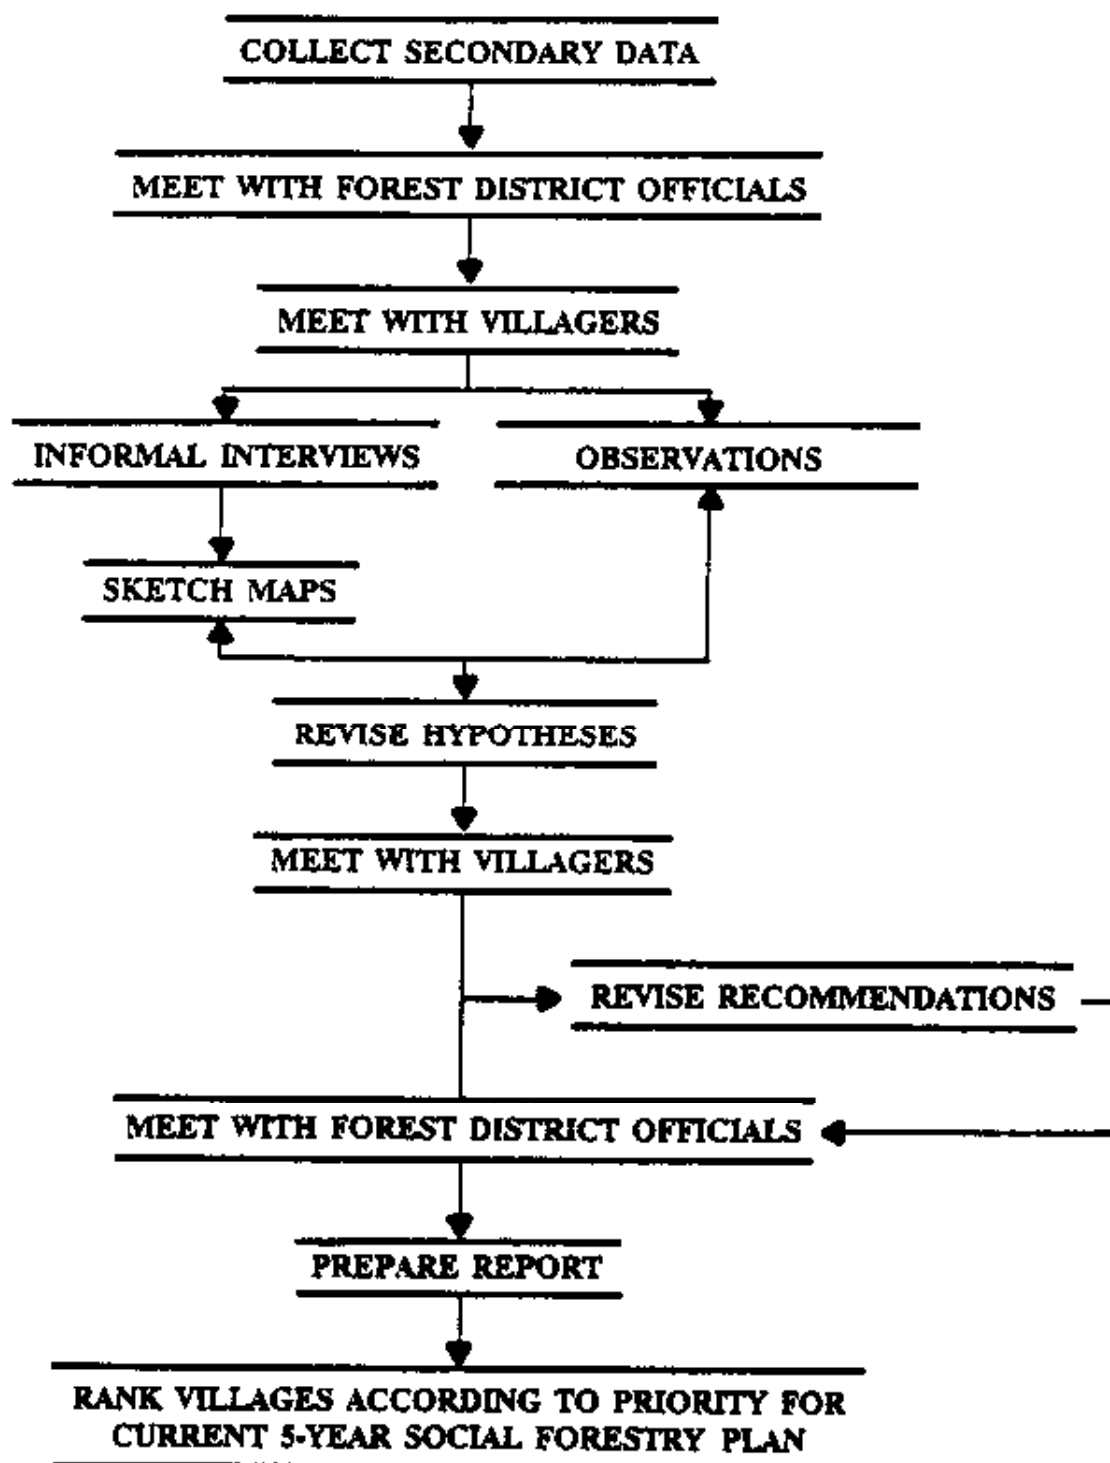 COLLECT SECONDARY DATA
MEET WITH FOREST DISTRICT OFFICIALS
MEET WITH VILLAGERS
INFORMAL INTERVIEWS
OBSERVATIONS
SKETCH MAPS
REVISE HYPOTHESES
MEET WITH VILLAGERS
REVISE RECOMMENDATIONS
MEET WITH FOREST DISTRICT OFFICIALS
PREPARE REPORT
RANK VILLAGES ACCORDING TO PRIORITY FOR
CURRENT 5-YEAR SOCIAL FORESTRY PLAN